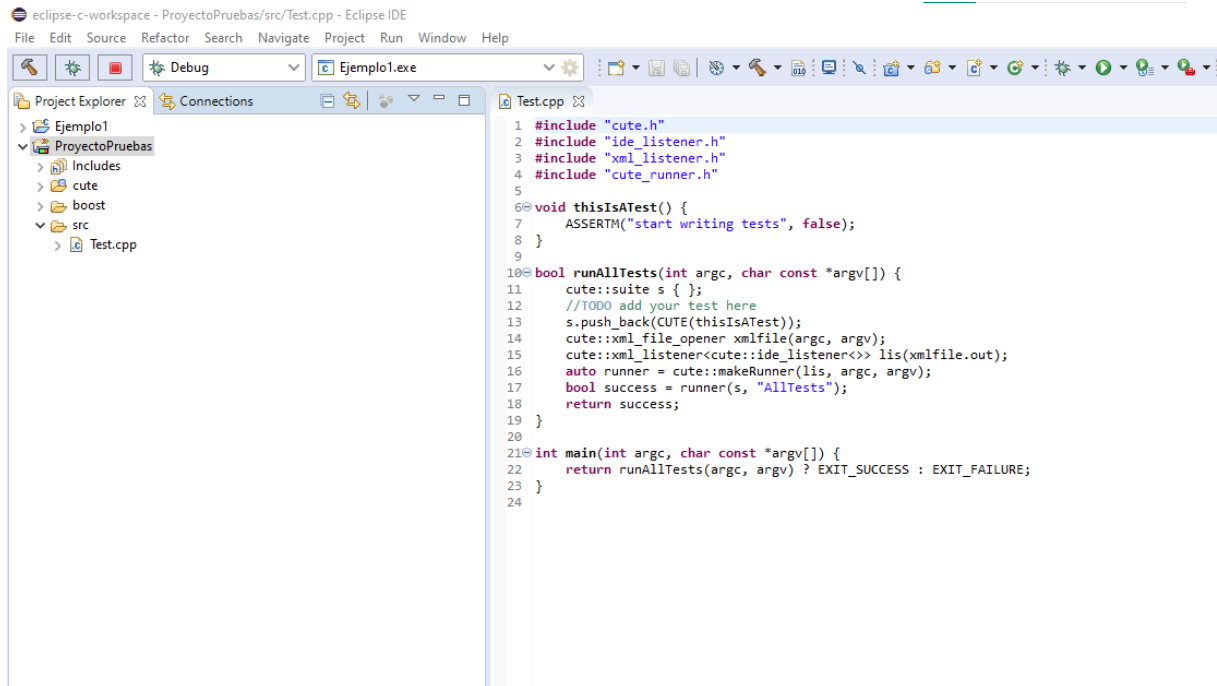 eclipse-c-workspace - ProyectoPruebas/src/Test.cpp - Eclipse IDE
File Edit Source Refactor Search Navigate Project Run Window Help
Debug Ejemplo1.exe 010
Project Explorer Connections
Ejemplo1
ProyectoPruebas
Includes
cute
boost
src
Test.cpp
Test.cpp
1 #include "cute.h"
2 #include "ide_listener.h"
3 #include "xml_listener.h"
4 #include "cute_runner.h"
5
6 void thisIsATest() {
7     ASSERTM("start writing tests", false);
8 }
9
10 bool runAllTests(int argc, char const *argv[]) {
11     cute::suite s { };
12     //TODO add your test here
13     s.push_back(CUTE(thisIsATest));
14     cute::xml_file_opener xmlfile(argc, argv);
15     cute::xml_listener<cute::ide_listener<>> lis(xmlfile.out);
16     auto runner = cute::makeRunner(lis, argc, argv);
17     bool success = runner(s, "AllTests");
18     return success;
19 }
20
21 int main(int argc, char const *argv[]) {
22     return runAllTests(argc, argv) ? EXIT_SUCCESS : EXIT_FAILURE;
23 }
24